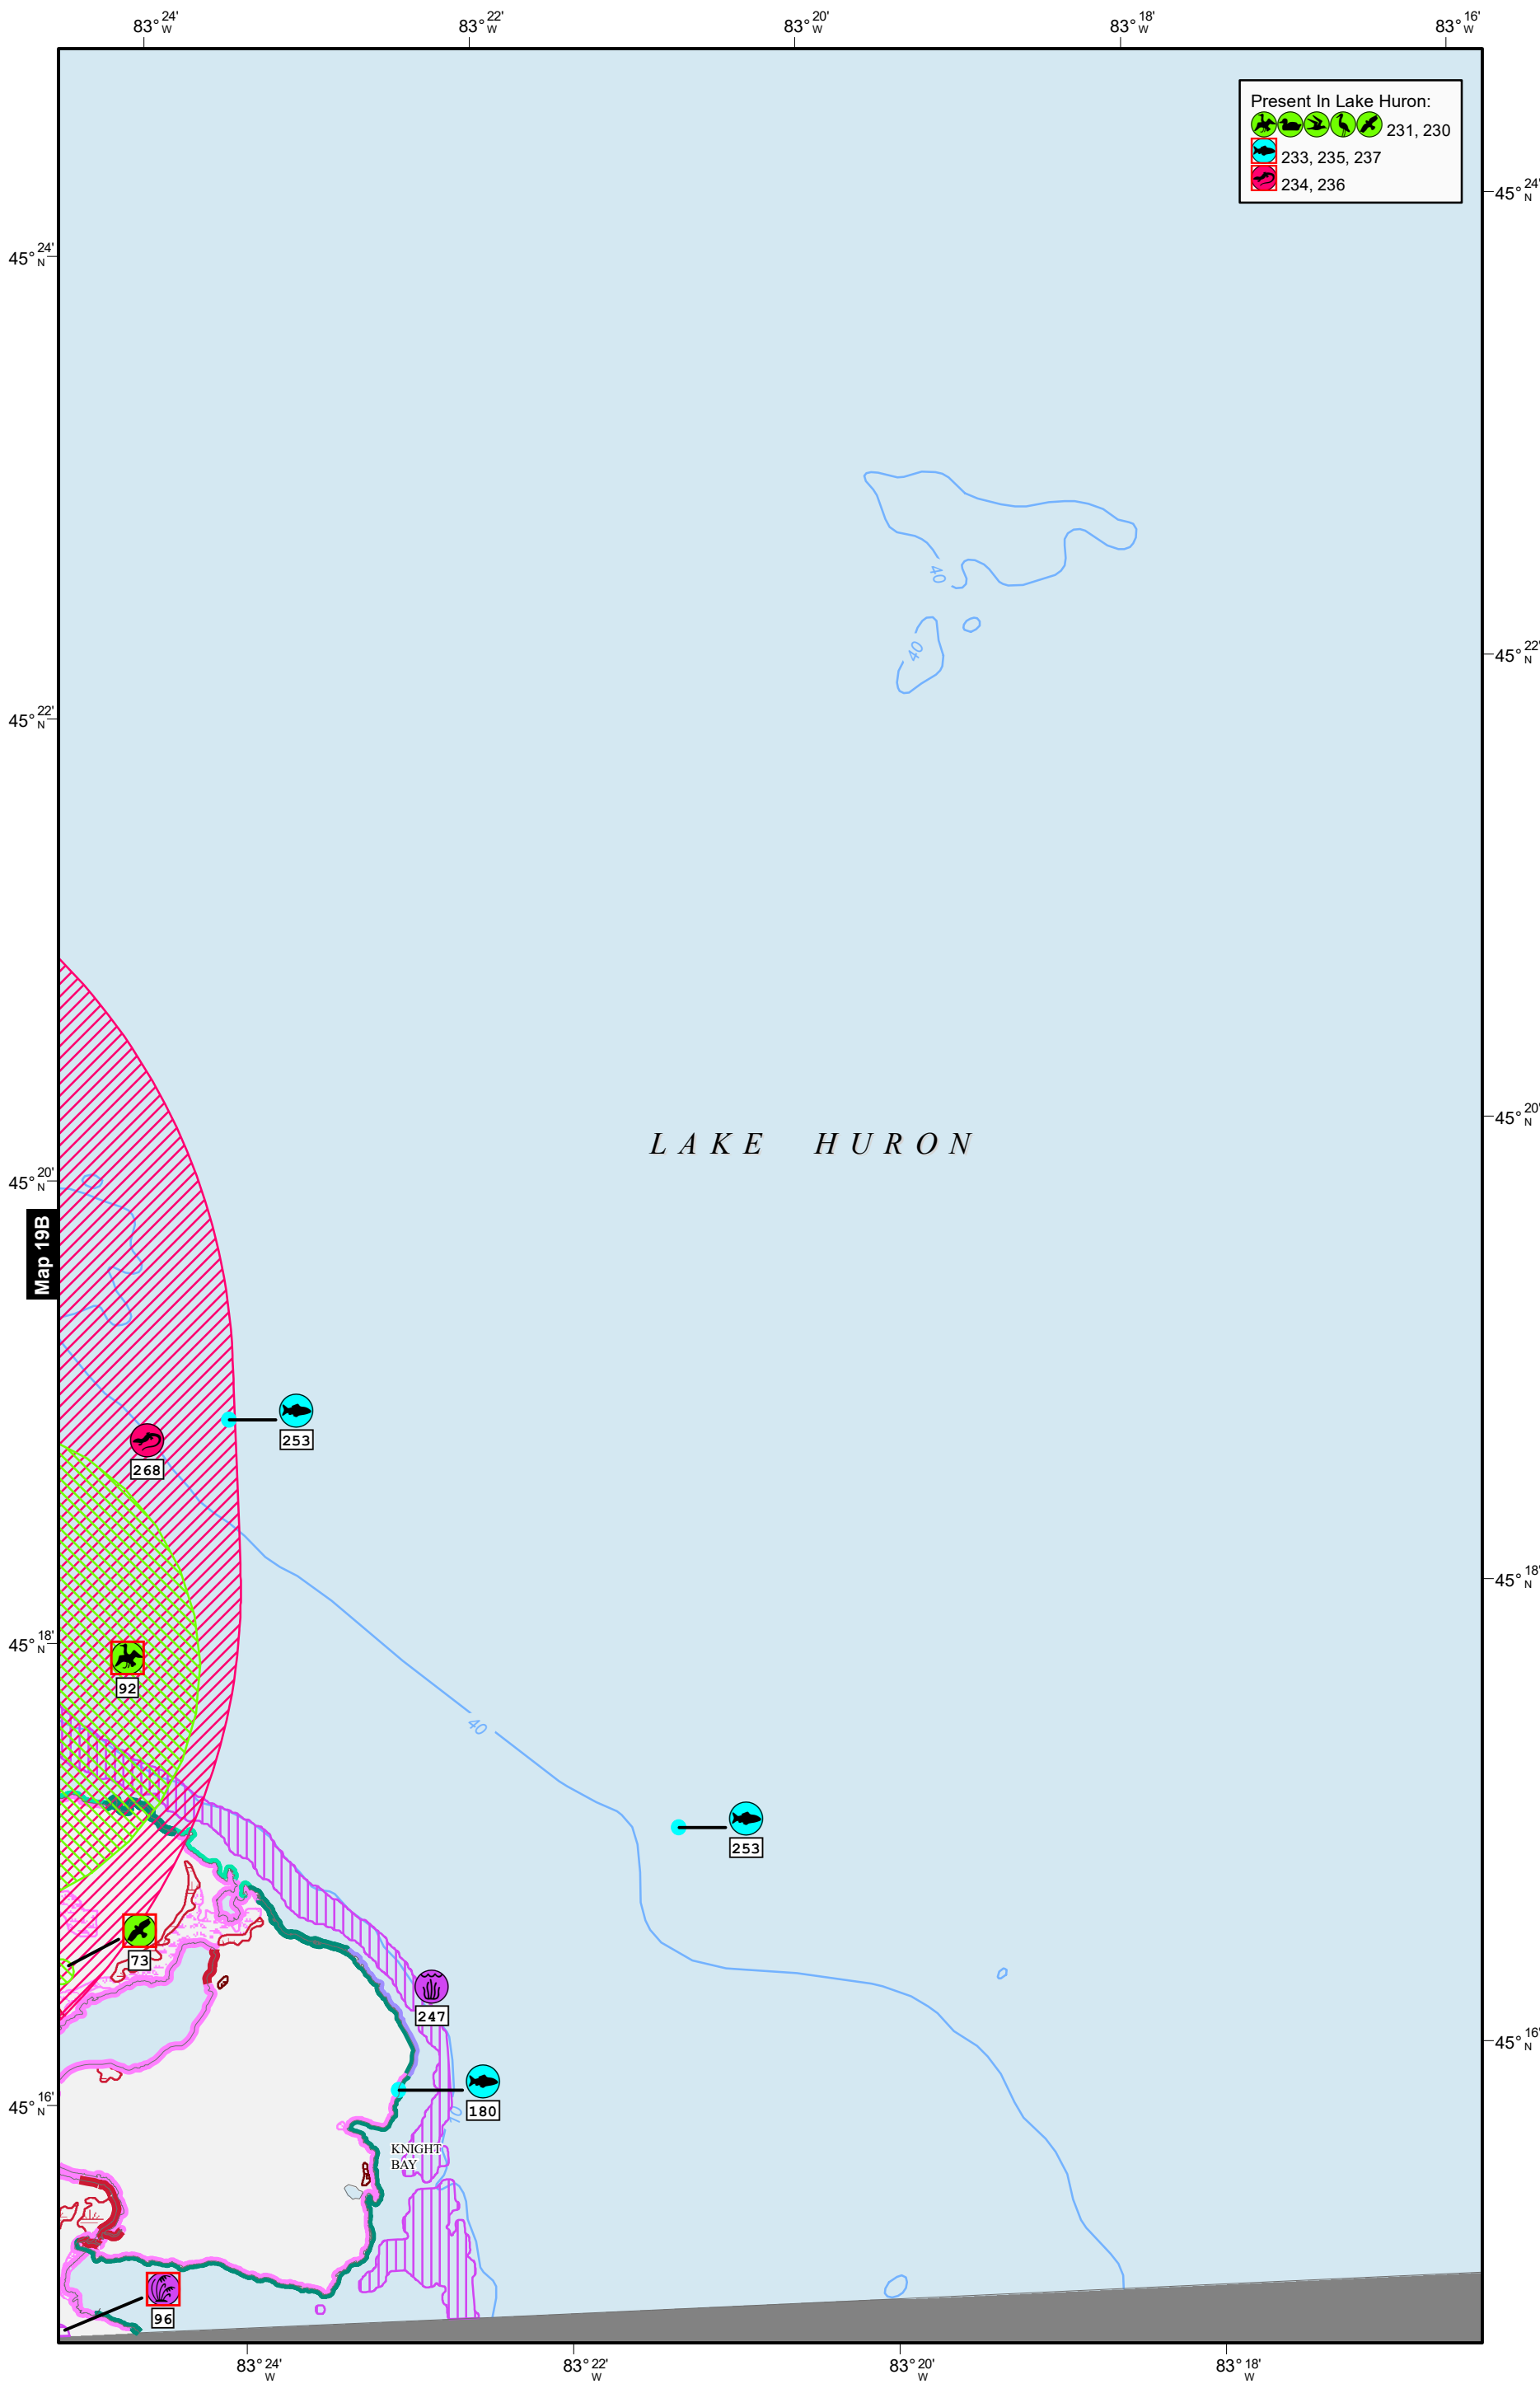 83° 24' W
83° 22' W
83° 20' W
83° 18' W
83° 16' W
Present In Lake Huron:
231, 230
233, 235, 237
234, 236
45° 24' N
45° 24' N
40
40
45° 22' N
45° 22' N
45° 20' N
LAKE HURON
45° 20' N
Map 19B
253
268
45° 18' N
45° 18' N
92
40
253
73
247
45° 16' N
180
45° 16' N
10
KNIGHT
BAY
96
83° 24' W
83° 22' W
83° 20' W
83° 18' W